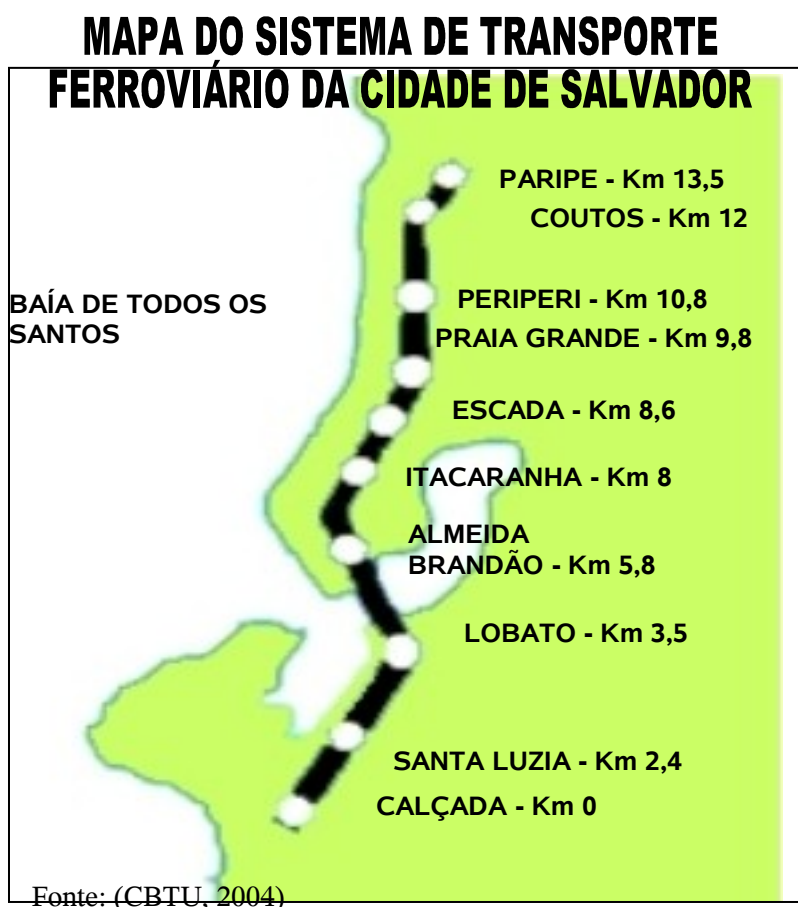 MAPA DO SISTEMA DE TRANSPORTE
FERROVIÁRIO DA CIDADE DE SALVADOR
PARIPE - Km 13,5
COUTOS - Km 12
BAÍA DE TODOS OS
SANTOS
PERIPERI - Km 10,8
PRAIA GRANDE - Km 9,8
ESCADA - Km 8,6
ITACARANHA - Km 8
ALMEIDA
BRANDÃO - Km 5,8
LOBATO - Km 3,5
SANTA LUZIA - Km 2,4
CALÇADA - Km 0
Fonte: (CBTU, 2004)